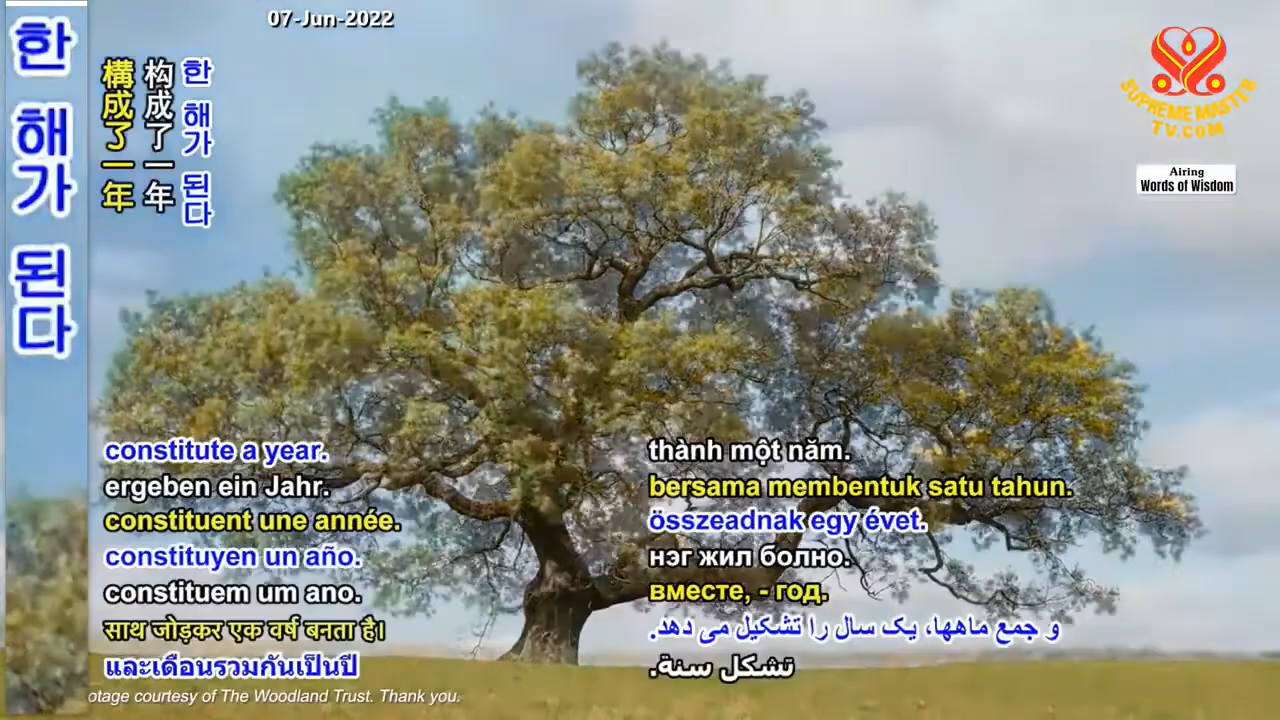 07-Jun-2022
한 해가 된다
構成了一年
构成了一年
한 해가 된다
SUPREME MASTER
TV.COM
Airing
Words of Wisdom
constitute a year.
ergeben ein Jahr.
constituent une année.
constituyen un año.
constituem um ano.
साथ जोड़कर एक वर्ष बनता है।
และเดือนรวมกันเป็นปี
thành một năm.
bersama membentuk satu tahun.
összeadnak egy évet.
нэг жил болно.
вместе, - год.
و جمع ماهها، یک سال را تشکیل می دهد.
تشكل سنة.
otage courtesy of The Woodland Trust. Thank you.